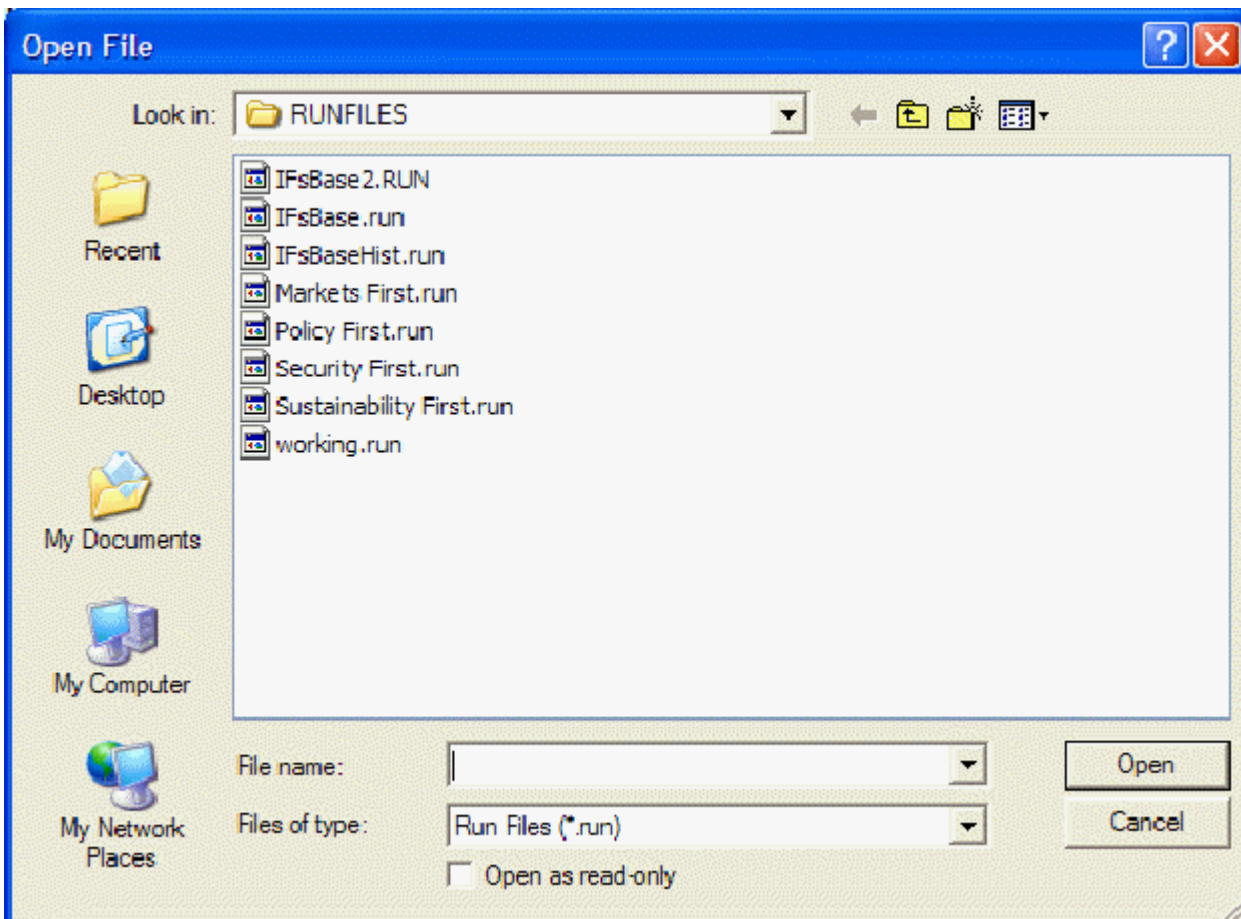 Open File
Look in: RUNFILES
IFsBase2.RUN
IFsBase.run
IFsBaseHist.run
Markets First.run
Policy First.run
Security First.run
Sustainability First.run
working.run
Recent
Desktop
My Documents
My Computer
My Network
Places
File name:
Open
Files of type: Run Files (*.run)
Cancel
Open as read-only